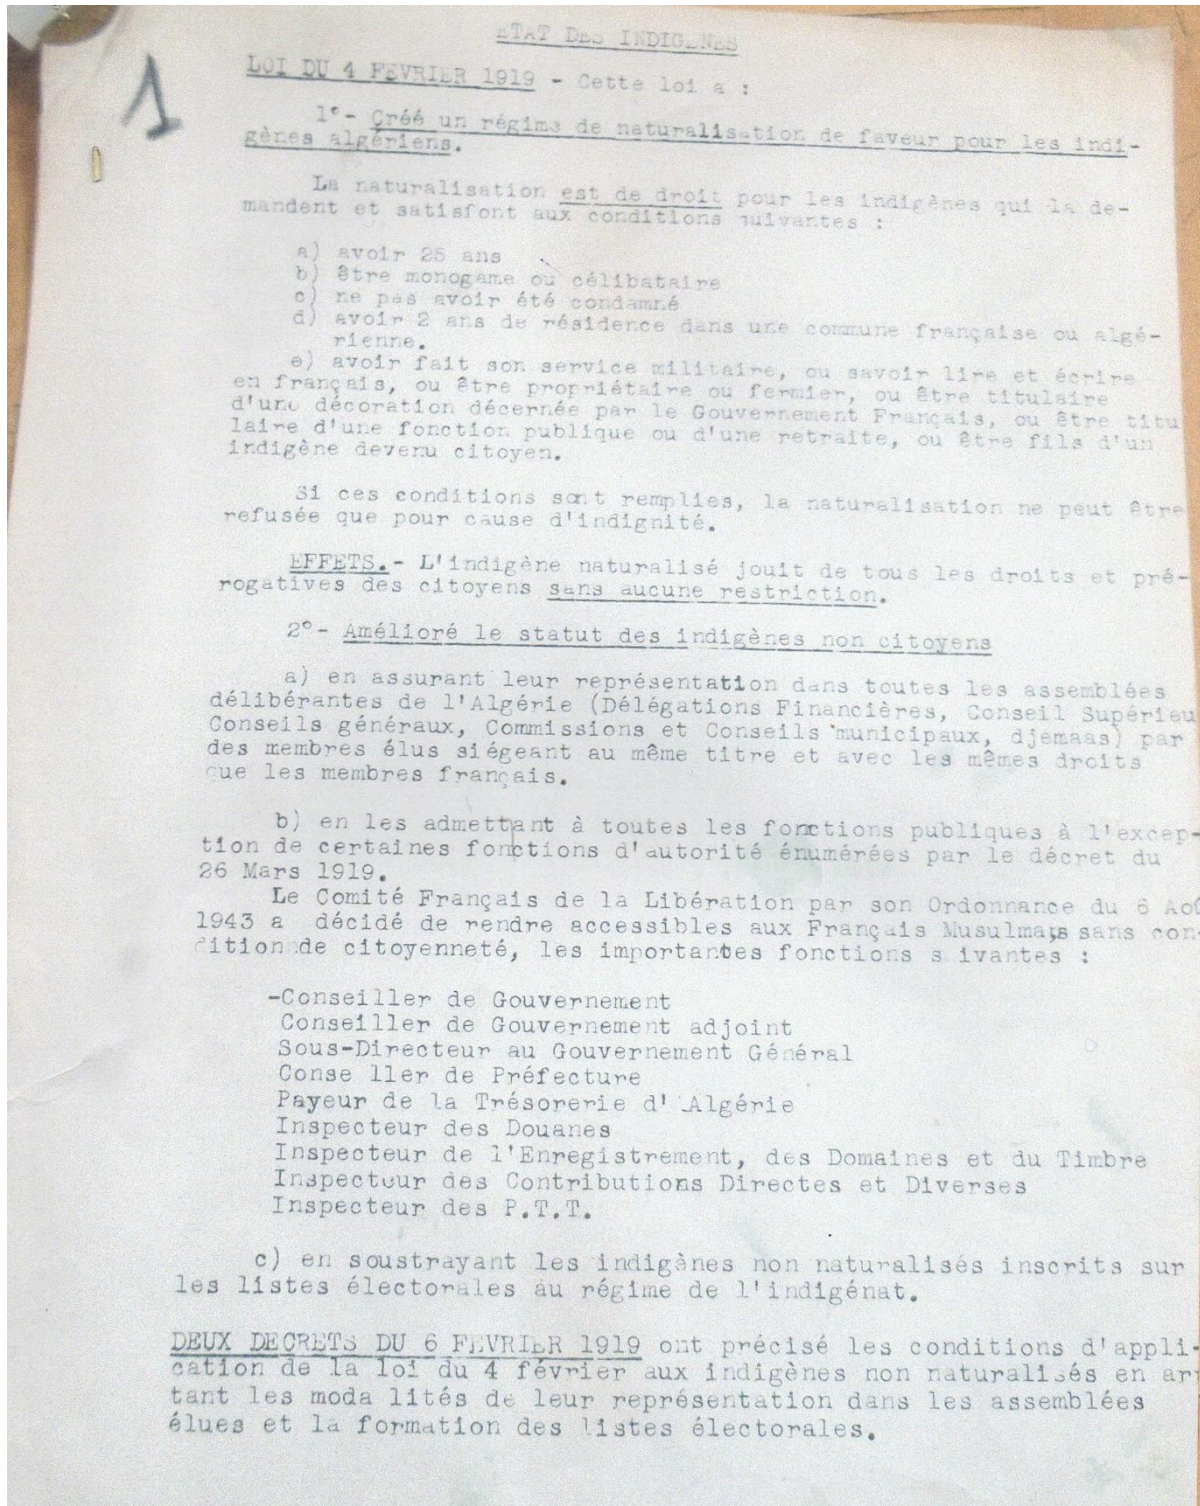 ETAT DES INDIGENES
1
LOI DU 4 FEVRIER 1919 - Cette loi a :
1°- Créé un régime de naturalisation de faveur pour les indi-
gènes algériens.
La naturalisation est de droit pour les indigènes qui la de-
mandent et satisfont aux conditions suivantes :
a) avoir 25 ans
b) être monogame ou célibataire
c) ne pas avoir été condamné
d) avoir 2 ans de résidence dans une commune française ou algé-
rienne.
e) avoir fait son service militaire, ou savoir lire et écrire
en français, ou être propriétaire ou fermier, ou être titulaire
d'une décoration décernée par le Gouvernement Français, ou être titu
laire d'une fonction publique ou d'une retraite, ou être fils d'un
indigène devenu citoyen.
Si ces conditions sont remplies, la naturalisation ne peut être
refusée que pour cause d'indignité.
EFFETS.- L'indigène naturalisé jouit de tous les droits et pré-
rogatives des citoyens sans aucune restriction.
2°- Amélioré le statut des indigènes non citoyens
a) en assurant leur représentation dans toutes les assemblées
délibérantes de l'Algérie (Délégations Financières, Conseil Supérieu
Conseils généraux, Commissions et Conseils municipaux, djemaas) par
des membres élus siégeant au même titre et avec les mêmes droits
que les membres français.
b) en les admettant à toutes les fonctions publiques à l'excep-
tion de certaines fonctions d'autorité énumérées par le décret du
26 Mars 1919.
Le Comité Français de la Libération par son Ordonnance du 6 Aoû
1943 a décidé de rendre accessibles aux Français Musulmans sans con-
dition de citoyenneté, les importantes fonctions s ivantes :
-Conseiller de Gouvernement
Conseiller de Gouvernement adjoint
Sous-Directeur au Gouvernement Général
Conse ller de Préfecture
Payeur de la Trésorerie d' Algérie
Inspecteur des Douanes
Inspecteur de l'Enregistrement, des Domaines et du Timbre
Inspecteur des Contributions Directes et Diverses
Inspecteur des P.T.T.
c) en soustrayant les indigènes non naturalisés inscrits sur
les listes électorales au régime de l'indigénat.
DEUX DECRETS DU 6 FEVRIER 1919 ont précisé les conditions d'appli-
cation de la loi du 4 février aux indigènes non naturalisés en ar
tant les moda lités de leur représentation dans les assemblées
élues et la formation des listes électorales.